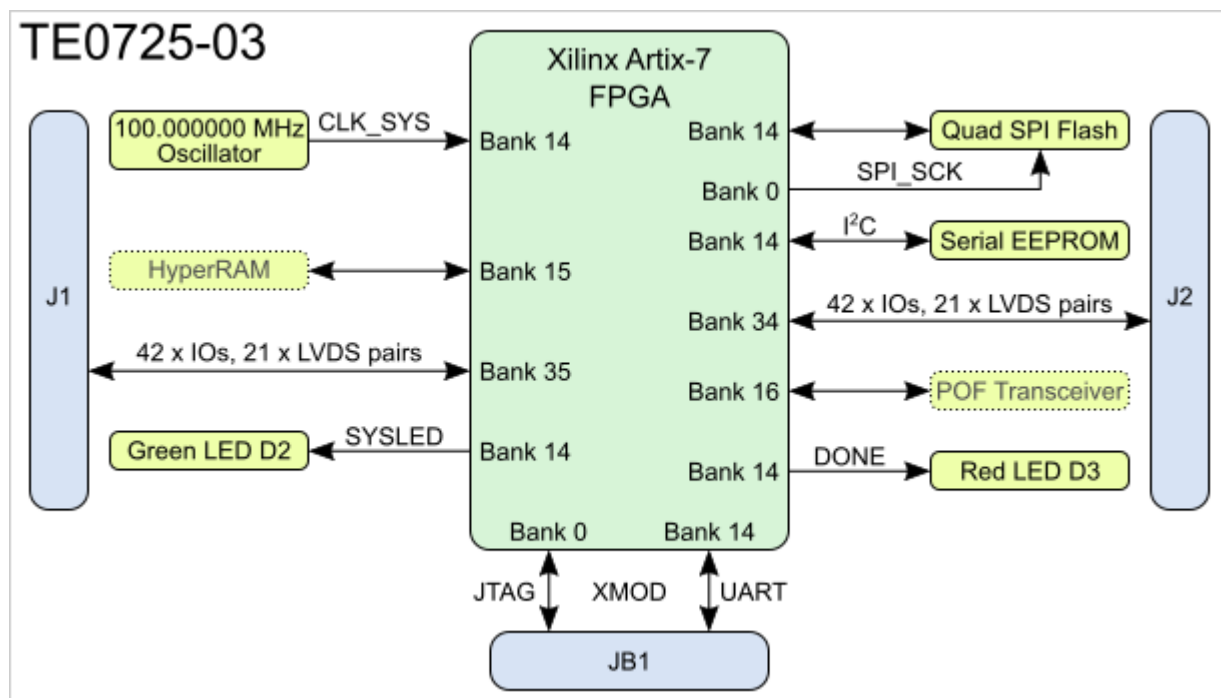 TE0725-03
Xilinx Artix-7
FPGA
J1
100.000000 MHz
Oscillator
CLK_SYS
Bank 14
HyperRAM
Bank 15
42 x IOs, 21 x LVDS pairs
Bank 35
Green LED D2
SYSLED
Bank 14
Bank 14
Quad SPI Flash
Bank 0
SPI_SCK
Bank 14
I²C
Serial EEPROM
Bank 34
42 x IOs, 21 x LVDS pairs
J2
Bank 16
POF Transceiver
Bank 14
DONE
Red LED D3
Bank 0
Bank 14
JTAG
XMOD
UART
JB1